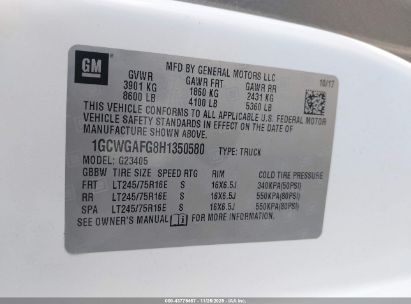 GM
MFD BY GENERAL MOTORS LLC
10/17
GVWR GAWR FRT GAWR RR
3901 KG 1860 KG 2431 KG
8600 LB 4100 LB 5360 LB
THIS VEHICLE CONFORMS TO ALL APPLICABLE U.S. FEDERAL MOTOR
VEHICLE SAFETY STANDARDS IN EFFECT ON THE DATE OF
MANUFACTURE SHOWN ABOVE.
1GCWGAFG8H1350580 TYPE: TRUCK
MODEL: G23405
GBBW TIRE SIZE SPEED RTG RIM COLD TIRE PRESSURE
FRT LT245/75R16E S 16X6.5J 340KPA(50PSI)
RR LT245/75R16E S 16X6.5J 550KPA(80PSI)
SPA LT245/75R16E S 16X6.5J 550KPA(80PSI)
SEE OWNER'S MANUAL FOR MORE INFORMATION